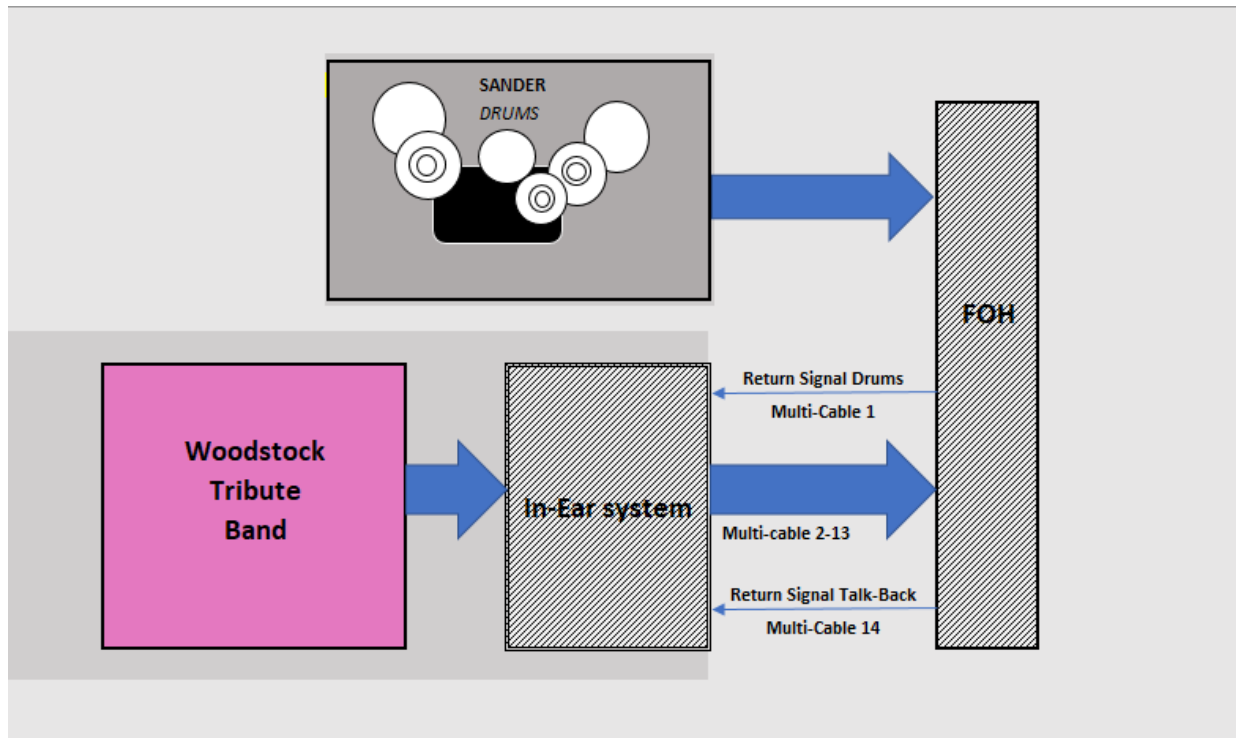 SANDER
DRUMS
FOH
Return Signal Drums
Multi-Cable 1
Woodstock
Tribute
Band
In-Ear system
Multi-cable 2-13
Return Signal Talk-Back
Multi-Cable 14